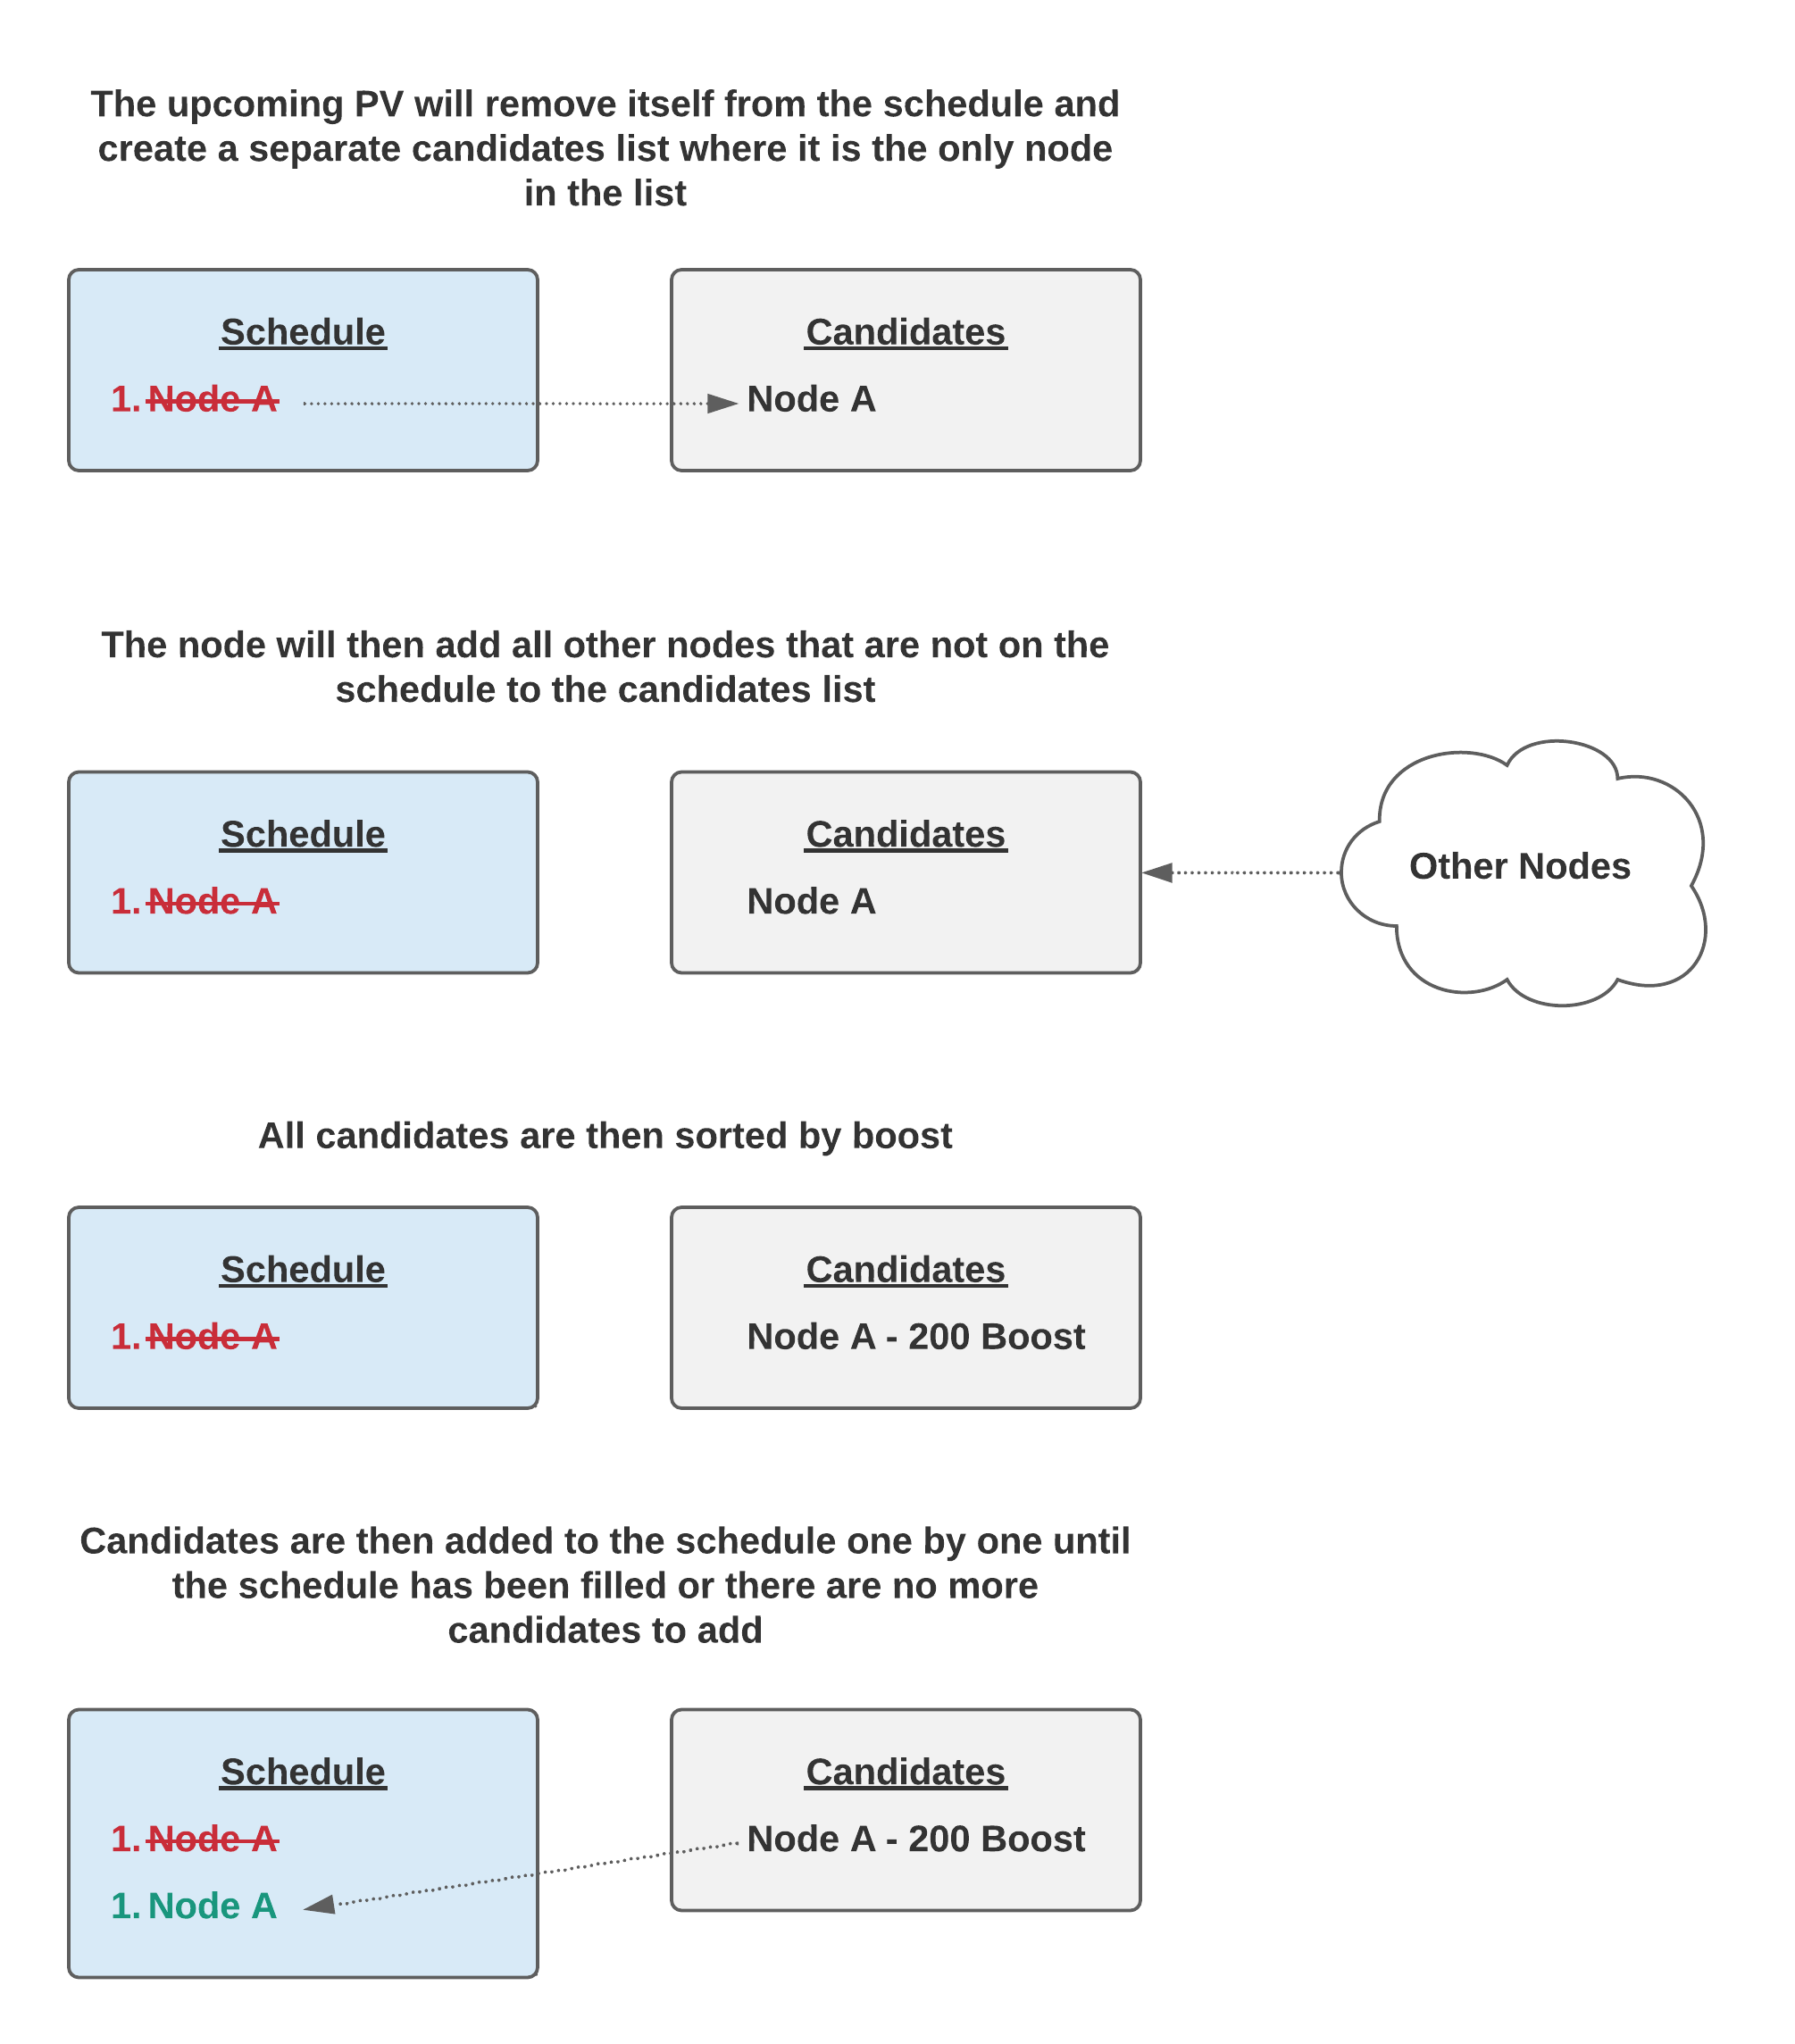 The upcoming PV will remove itself from the schedule and
create a separate candidates list where it is the only node
in the list
Schedule
1. Node A
Candidates
Node A
The node will then add all other nodes that are not on the
schedule to the candidates list
Schedule
1. Node A
Candidates
Node A
Other Nodes
All candidates are then sorted by boost
Schedule
1. Node A
Candidates
Node A - 200 Boost
Candidates are then added to the schedule one by one until
the schedule has been filled or there are no more
candidates to add
Schedule
1. Node A
1. Node A
Candidates
Node A - 200 Boost